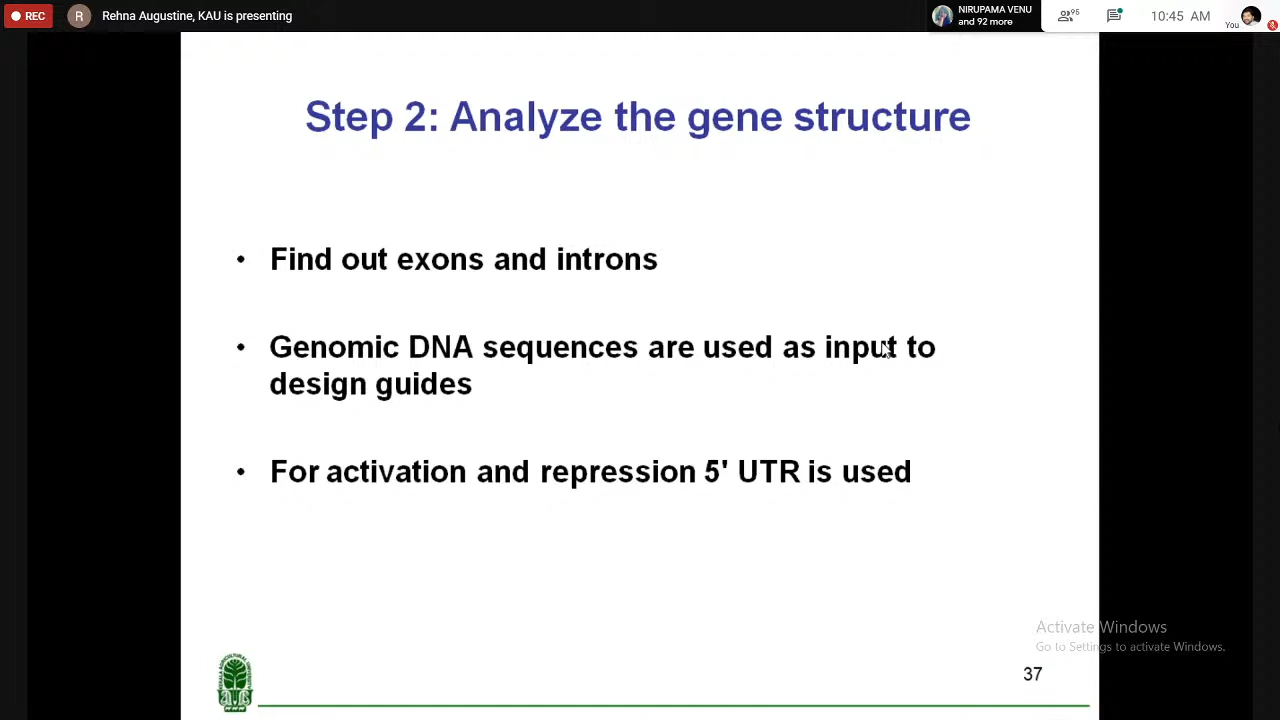 REC
R
Rehna Augustine, KAU is presenting
NIRUPAMA VENU
and 92 more
95
10:45 AM
You
Step 2: Analyze the gene structure
• Find out exons and introns
• Genomic DNA sequences are used as input to
design guides
• For activation and repression 5' UTR is used
Activate Windows
Go to Settings to activate Windows.
37